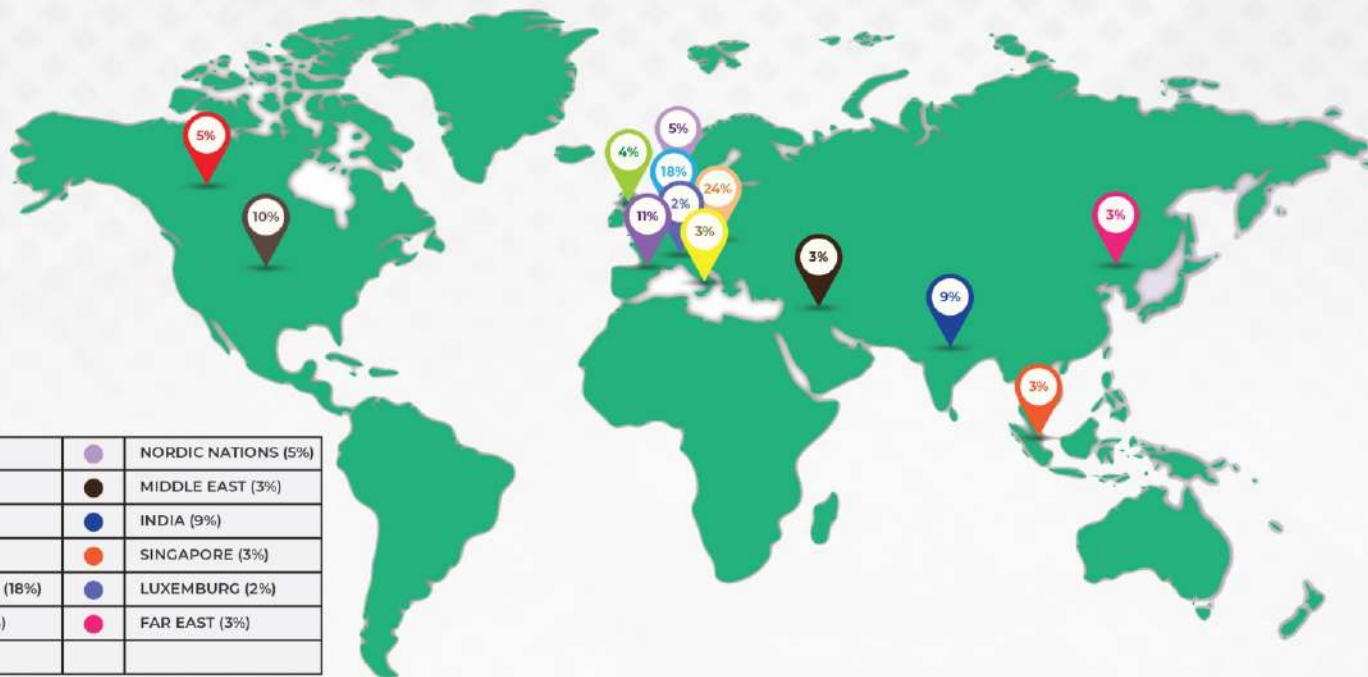 5%
5%
4%
18%
24%
10%
11%
2%
3%
3%
3%
9%
3%
NORDIC NATIONS (5%)
MIDDLE EAST (3%)
INDIA (9%)
SINGAPORE (3%)
(18%) LUXEMBURG (2%)
FAR EAST (3%)